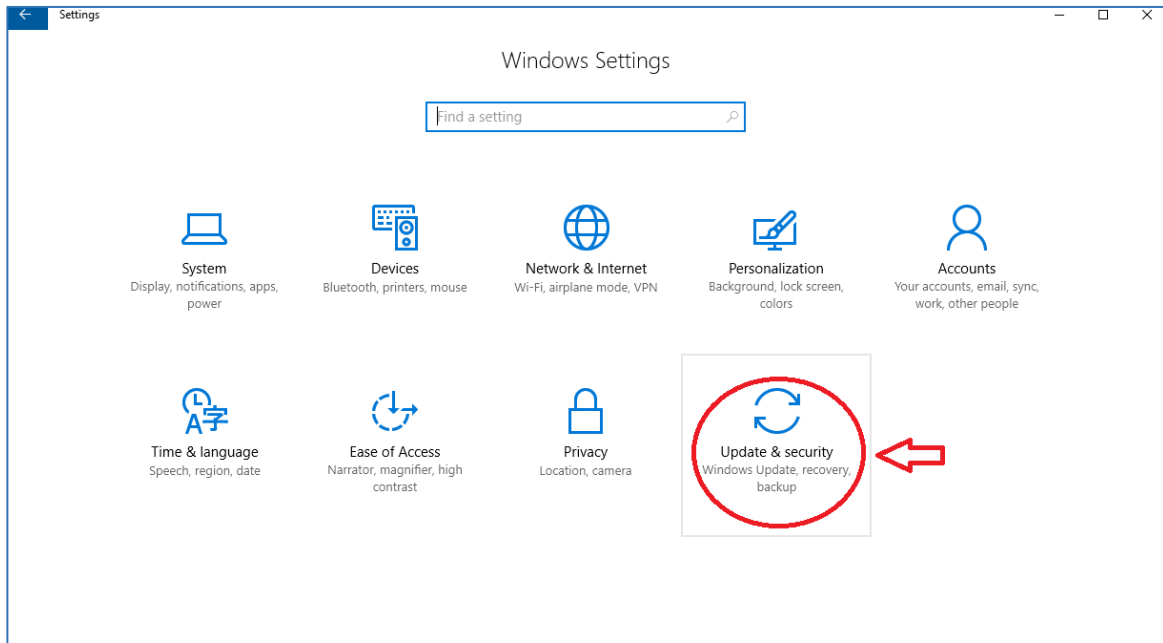 Settings
Windows Settings
Find a setting
System
Display, notifications, apps,
power
Devices
Bluetooth, printers, mouse
Network & Internet
Wi-Fi, airplane mode, VPN
Personalization
Background, lock screen,
colors
Accounts
Your accounts, email, sync,
work, other people
A字
Time & language
Speech, region, date
Ease of Access
Narrator, magnifier, high
contrast
Privacy
Location, camera
Update & security
Windows Update, recovery,
backup